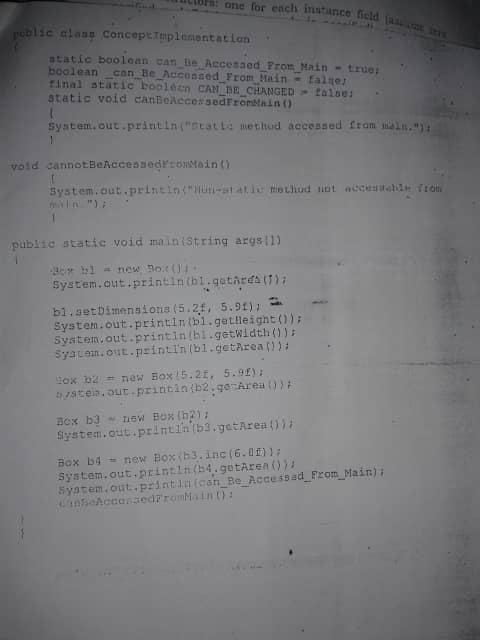 uctors: one for each instance field
public class ConceptImplementation
{
static boolean can_Be_Accessed_From_Main = true;
boolean _can_Be_Accessed_From_Main = false;
final static boolean CAN_BE_CHANGED = false;
static void canBeAccessedFromMain()
{
System.out.println("Static method accessed from main.");
}
void cannotBeAccessedFromMain()
{
System.out.println("Non-static method not accessable from
main.");
}
public static void main(String args[])
{
Box b1 = new Box();
System.out.println(b1.getArea());
b1.setDimensions(5.2f, 5.9f);
System.out.println(b1.getHeight());
System.out.println(b1.getWidth());
System.out.println(b1.getArea());
Box b2 = new Box(5.2f, 5.9f);
System.out.println(b2.getArea());
Box b3 = new Box(b2);
System.out.println(b3.getArea());
Box b4 = new Box(b3.inc(6.0f));
System.out.println(b4.getArea());
System.out.println(can_Be_Accessed_From_Main);
canBeAccessedFromMain();
}
}